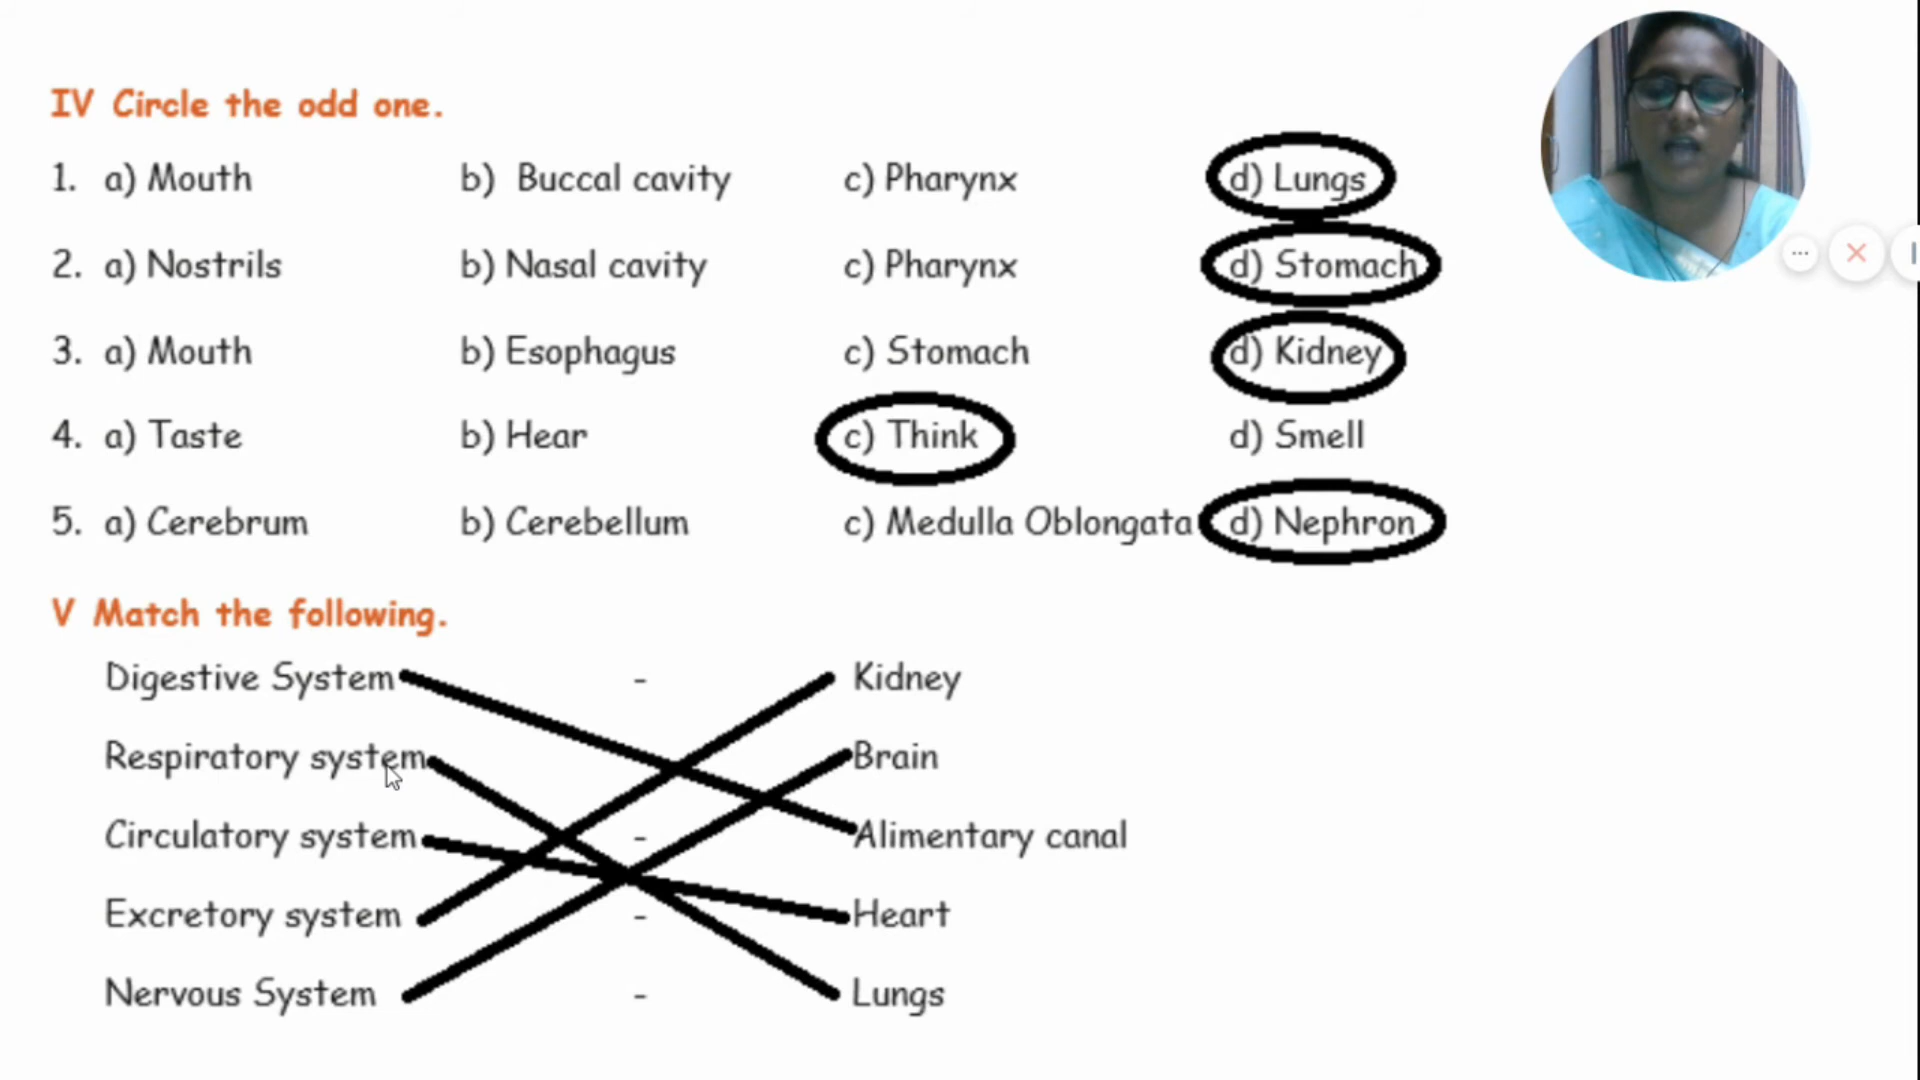 IV Circle the odd one.
1. a) Mouth b) Buccal cavity c) Pharynx d) Lungs
2. a) Nostrils b) Nasal cavity c) Pharynx d) Stomach
3. a) Mouth b) Esophagus c) Stomach d) Kidney
4. a) Taste b) Hear c) Think d) Smell
5. a) Cerebrum b) Cerebellum c) Medulla Oblongata d) Nephron
V Match the following.
Digestive System - Kidney
Respiratory system Brain
Circulatory system - Alimentary canal
Excretory system - Heart
Nervous System - Lungs